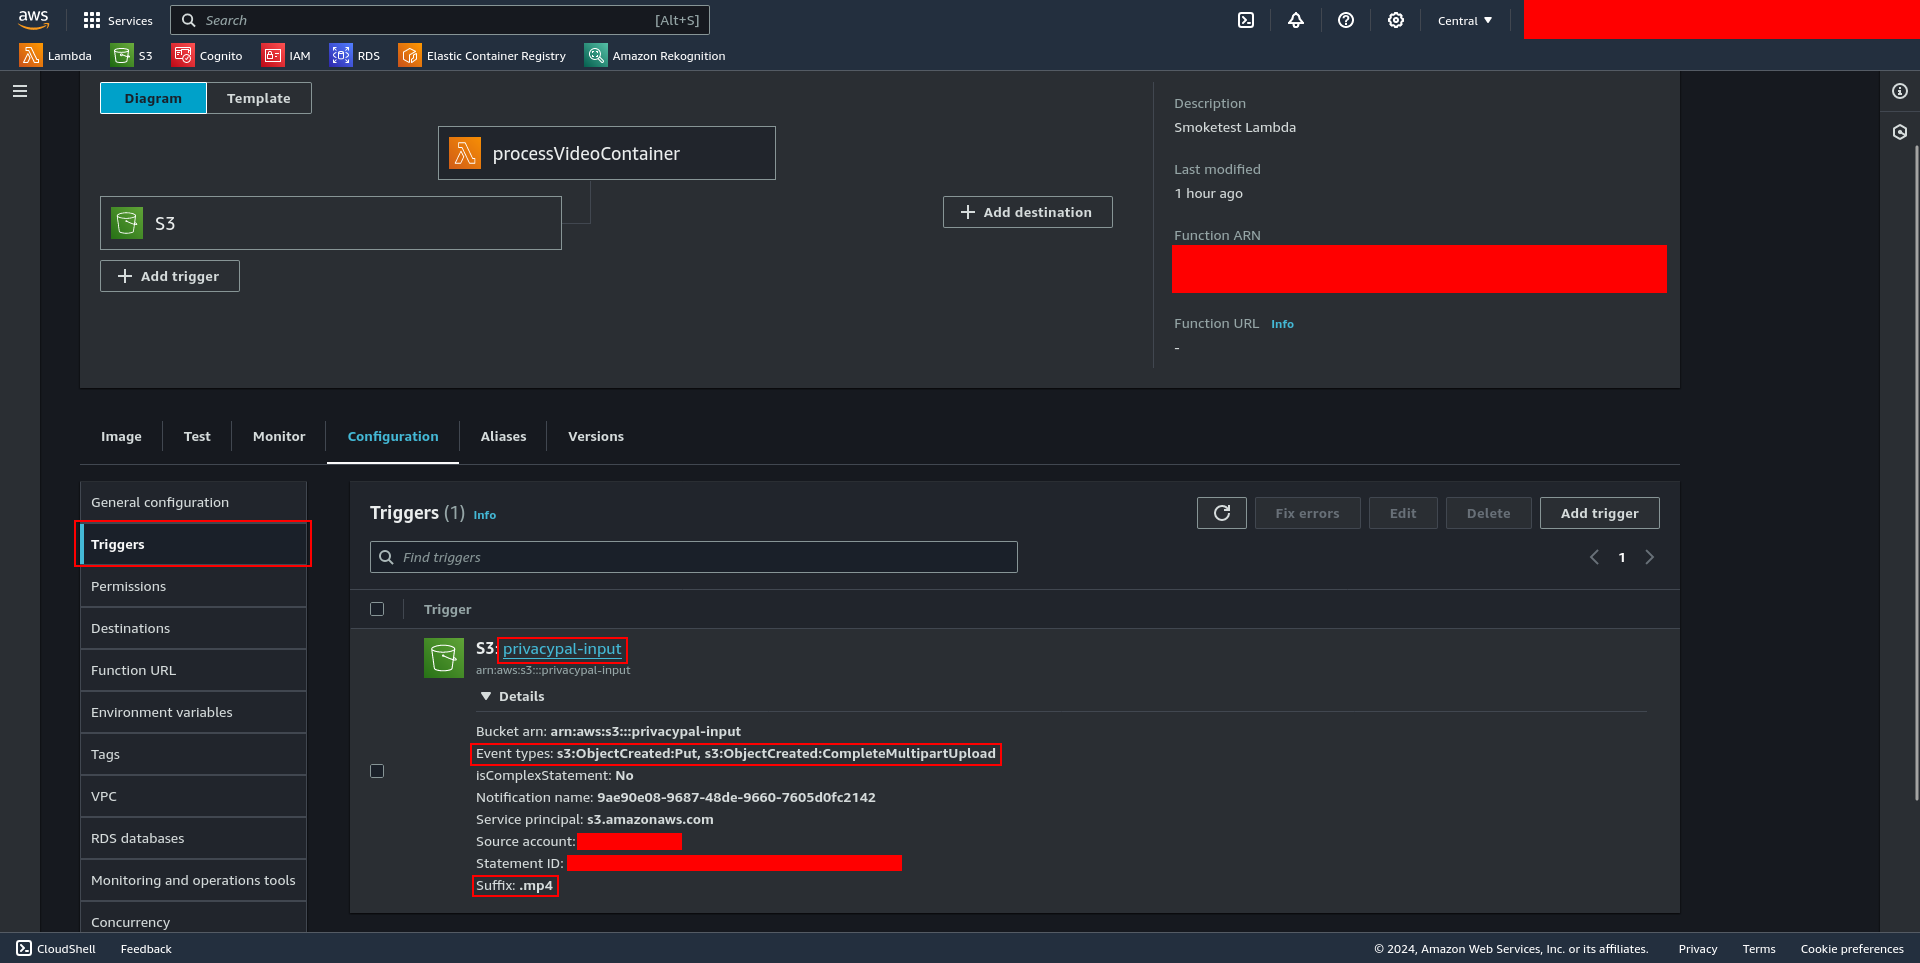 aws Services Search [Alt+S] Central
Lambda S3 Cognito IAM RDS Elastic Container Registry Amazon Rekognition
Diagram Template
processVideoContainer
S3
Add trigger
Add destination
Description
Smoketest Lambda
Last modified
1 hour ago
Function ARN
Function URL Info
-
Image Test Monitor Configuration Aliases Versions
General configuration
Triggers
Permissions
Destinations
Function URL
Environment variables
Tags
VPC
RDS databases
Monitoring and operations tools
Concurrency
Triggers (1) Info
Fix errors Edit Delete Add trigger
Find triggers
1
Trigger
S3: privacypal-input
arn:aws:s3:::privacypal-input
Details
Bucket arn: arn:aws:s3:::privacypal-input
Event types: s3:ObjectCreated:Put, s3:ObjectCreated:CompleteMultipartUpload
isComplexStatement: No
Notification name: 9ae90e08-9687-48de-9660-7605d0fc2142
Service principal: s3.amazonaws.com
Source account:
Statement ID:
Suffix: .mp4
CloudShell Feedback © 2024, Amazon Web Services, Inc. or its affiliates. Privacy Terms Cookie preferences